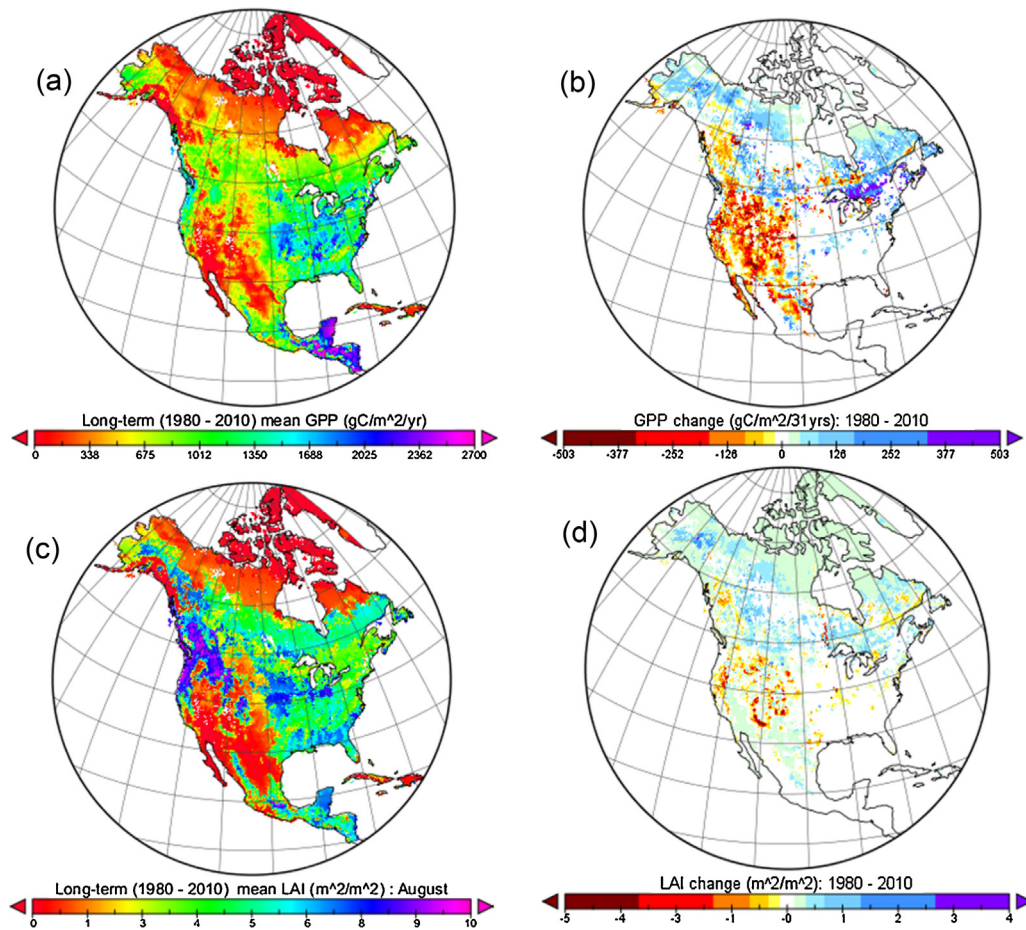 (a)
(b)
Long-term (1980 - 2010) mean GPP (gC/m^2/yr)
0 338 675 1012 1350 1688 2025 2362 2700
GPP change (gC/m^2/31yrs): 1980 - 2010
-503 -377 -252 -126 0 126 252 377 503
(c)
(d)
Long-term (1980 - 2010) mean LAI (m^2/m^2) : August
0 1 2 3 4 5 6 7 8 9 10
LAI change (m^2/m^2): 1980 - 2010
-5 -4 -3 -2 -1 -0 1 2 3 4